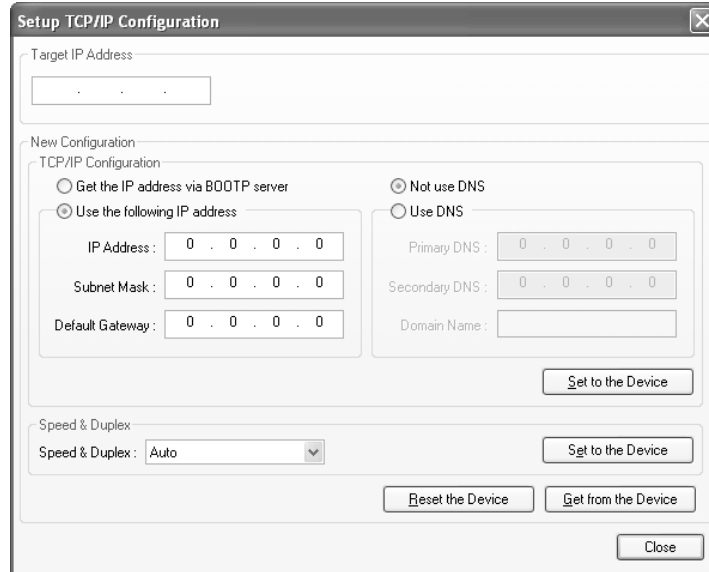 Setup TCP/IP Configuration
Target IP Address
. . .
New Configuration
TCP/IP Configuration
Get the IP address via BOOTP server
Not use DNS
Use the following IP address
Use DNS
IP Address : 0 . 0 . 0 . 0
Primary DNS : 0 . 0 . 0 . 0
Subnet Mask : 0 . 0 . 0 . 0
Secondary DNS : 0 . 0 . 0 . 0
Default Gateway : 0 . 0 . 0 . 0
Domain Name :
Set to the Device
Speed & Duplex
Speed & Duplex : Auto
Set to the Device
Reset the Device
Get from the Device
Close